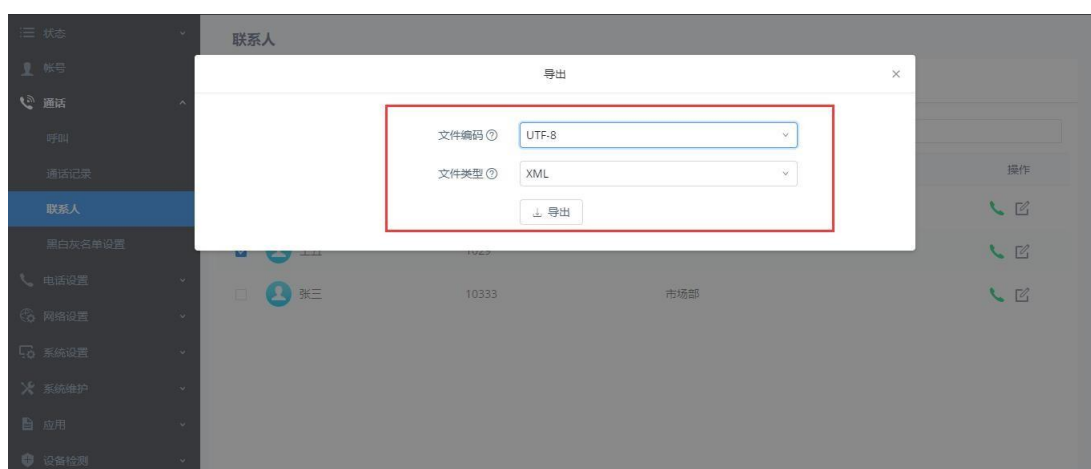 状态
联系人
帐号
导出
通话
文件编码
UTF-8
呼叫
文件类型
XML
通话记录
操作
导出
联系人
黑白灰名单设置
电话设置
张三
10333
市场部
网络设置
系统设置
系统维护
应用
设备检测